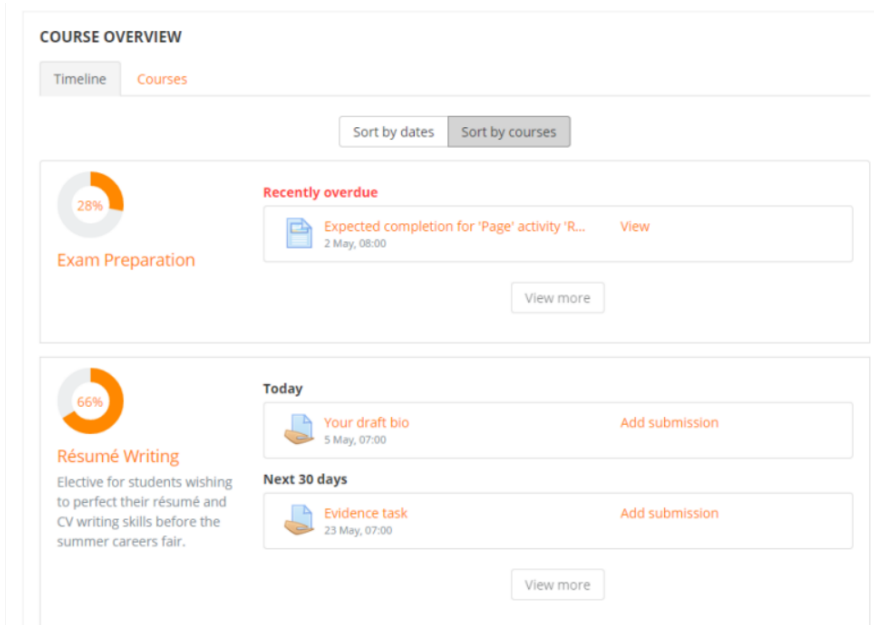 COURSE OVERVIEW
Timeline Courses
Sort by dates Sort by courses
28%
Exam Preparation
Recently overdue
Expected completion for 'Page' activity 'R... View
2 May, 08:00
View more
66%
Résumé Writing
Elective for students wishing
to perfect their résumé and
CV writing skills before the
summer careers fair.
Today
Your draft bio Add submission
5 May, 07:00
Next 30 days
Evidence task Add submission
23 May, 07:00
View more